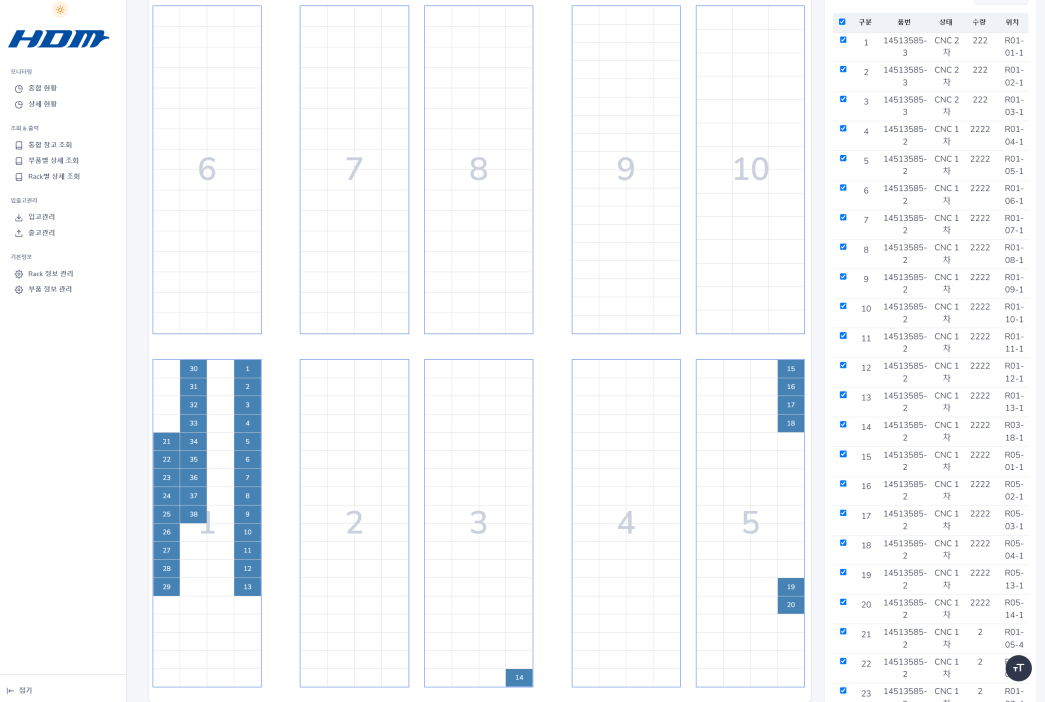 HDM
모니터링
종합 현황
상세 현황
조회 & 출력
통합 창고 조회
부품별 상세 조회
Rack별 상세 조회
입출고관리
입고관리
출고관리
기본정보
Rack 정보 관리
부품 정보 관리
접기
6 7 8 9 10
30 1 15
31 2 16
32 3 17
33 4 18
21 34 5
22 35 6
23 36 7
24 37 8
25 38 9
1 2 3 4 5
26 10
27 11
28 12
29 13
19
20
14
구분 품번 상태 수량 위치
1 14513585-3 CNC 2차 222 R01-01-1
2 14513585-3 CNC 2차 222 R01-02-1
3 14513585-3 CNC 2차 222 R01-03-1
4 14513585-2 CNC 1차 2222 R01-04-1
5 14513585-2 CNC 1차 2222 R01-05-1
6 14513585-2 CNC 1차 2222 R01-06-1
7 14513585-2 CNC 1차 2222 R01-07-1
8 14513585-2 CNC 1차 2222 R01-08-1
9 14513585-2 CNC 1차 2222 R01-09-1
10 14513585-2 CNC 1차 2222 R01-10-1
11 14513585-2 CNC 1차 2222 R01-11-1
12 14513585-2 CNC 1차 2222 R01-12-1
13 14513585-2 CNC 1차 2222 R01-13-1
14 14513585-2 CNC 1차 2222 R03-18-1
15 14513585-2 CNC 1차 2222 R05-01-1
16 14513585-2 CNC 1차 2222 R05-02-1
17 14513585-2 CNC 1차 2222 R05-03-1
18 14513585-2 CNC 1차 2222 R05-04-1
19 14513585-2 CNC 1차 2222 R05-13-1
20 14513585-2 CNC 1차 2222 R05-14-1
21 14513585-2 CNC 1차 2 R01-05-4
22 14513585-2 CNC 1차 2
23 14513585- CNC 1 2 R01-
TT